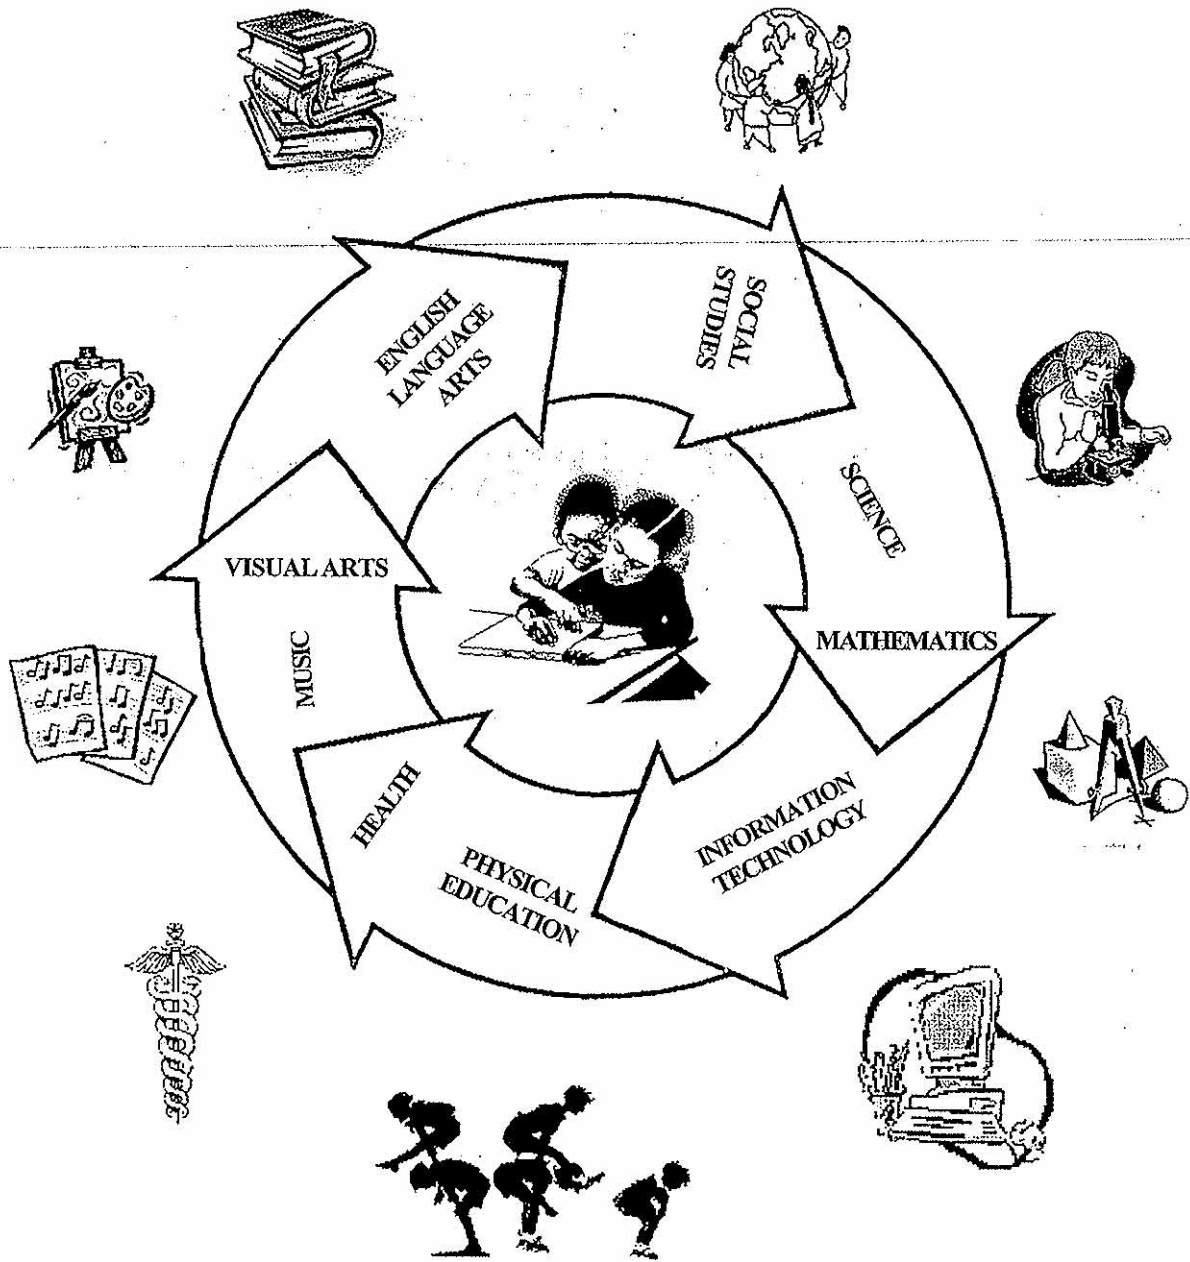 ENGLISH
LANGUAGE
ARTS
SOCIAL
STUDIES
SCIENCE
MATHEMATICS
INFORMATION
TECHNOLOGY
PHYSICAL
EDUCATION
HEALTH
MUSIC
VISUAL ARTS